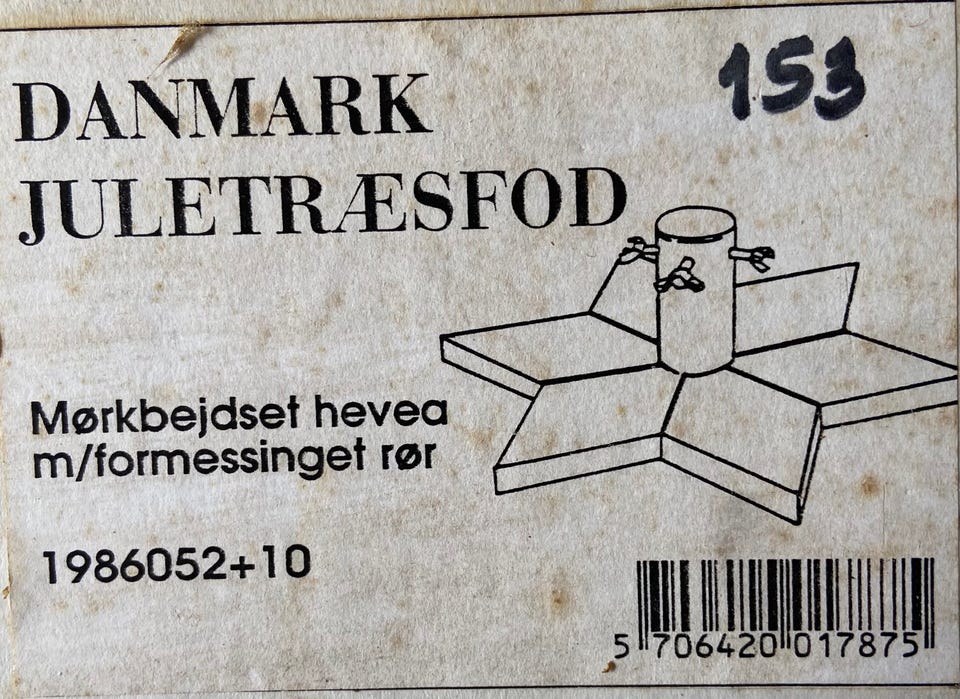 DANMARK
153
JULETRÆSFOD
Mørkbejdset hevea
m/formessinget rør
1986052+10
5 706420 017875